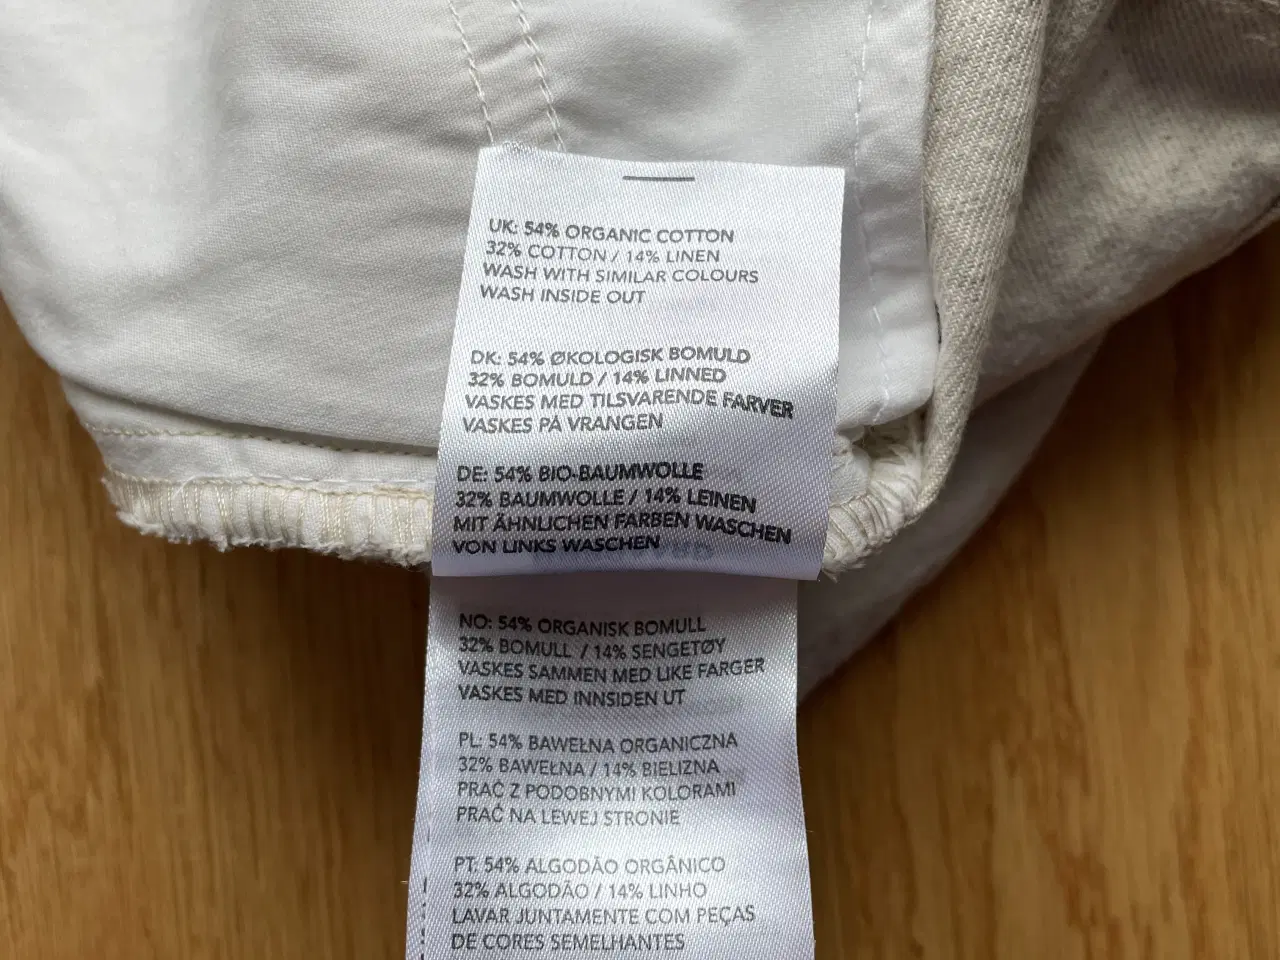 UK: 54% ORGANIC COTTON
32% COTTON / 14% LINEN
WASH WITH SIMILAR COLOURS
WASH INSIDE OUT
DK: 54% ØKOLOGISK BOMULD
32% BOMULD / 14% LINNED
VASKES MED TILSVARENDE FARVER
VASKES PÅ VRANGEN
DE: 54% BIO-BAUMWOLLE
32% BAUMWOLLE / 14% LEINEN
MIT ÄHNLICHEN FARBEN WASCHEN
VON LINKS WASCHEN
NO: 54% ORGANISK BOMULL
32% BOMULL / 14% SENGETØY
VASKES SAMMEN MED LIKE FARGER
VASKES MED INNSIDEN UT
PL: 54% BAWEŁNA ORGANICZNA
32% BAWEŁNA / 14% BIELIZNA
PRAĆ Z PODOBNYMI KOLORAMI
PRAĆ NA LEWEJ STRONIE
PT: 54% ALGODÃO ORGÂNICO
32% ALGODÃO / 14% LINHO
LAVAR JUNTAMENTE COM PEÇAS
DE CORES SEMELHANTES